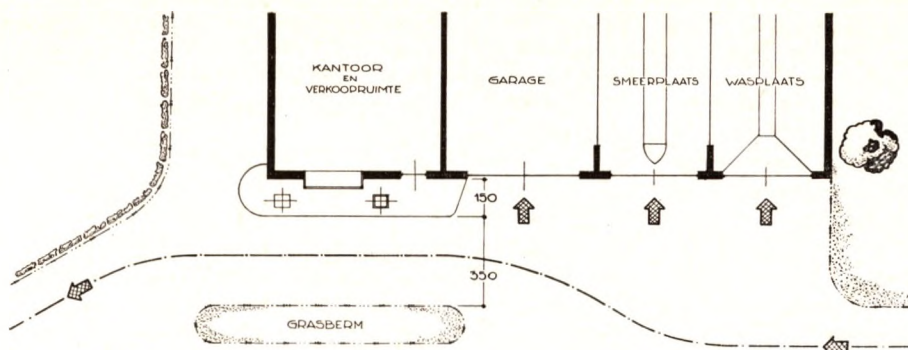 KANTOOR
EN
VERKOOPRUIMTE
GARAGE
SMEERPLAATS
WASPLAATS
150
350
GRASBERM